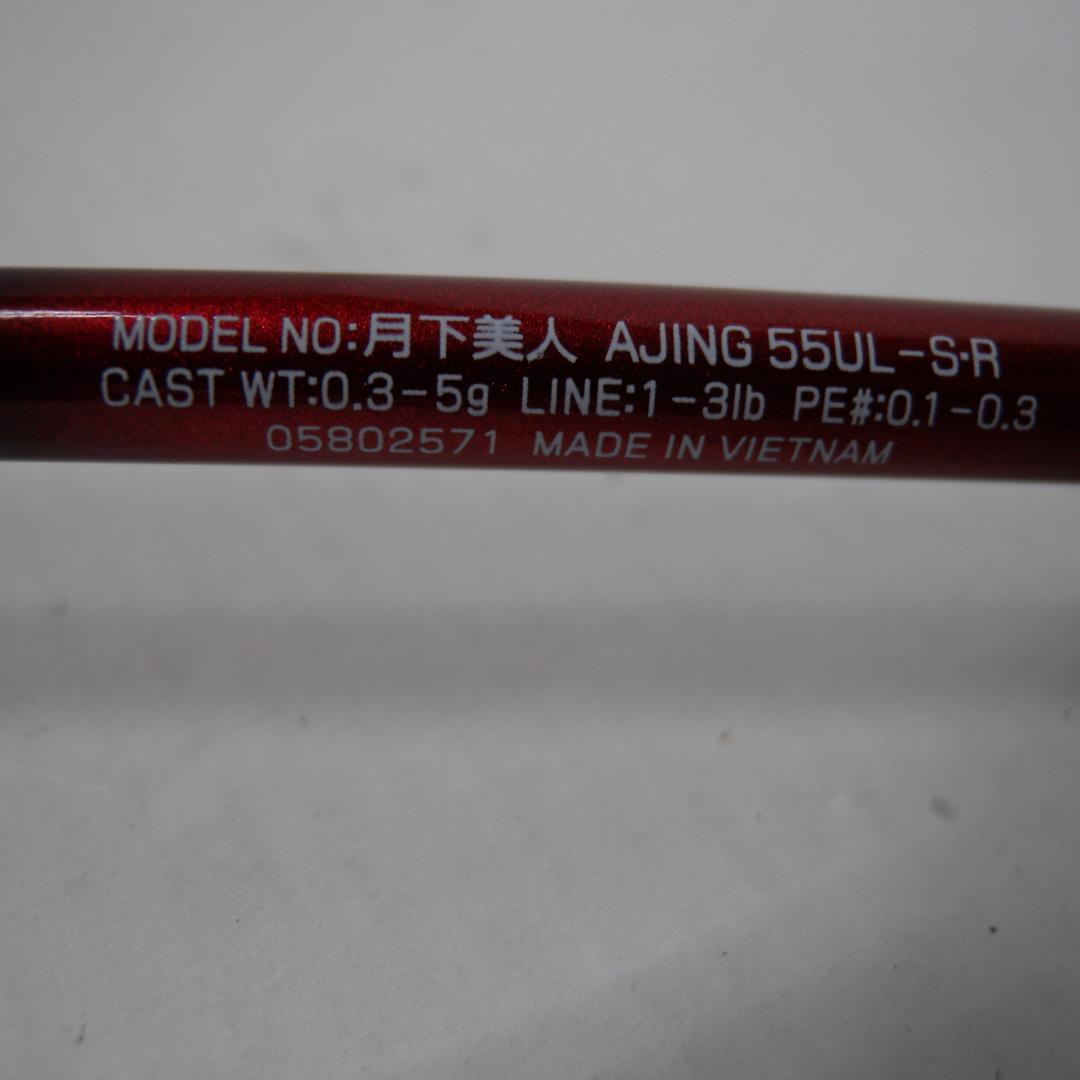 MODEL NO:月下美人 AJING 55UL-S·R
CAST WT:0.3-5g LINE:1-3lb PE#:0.1-0.3
05802571 MADE IN VIETNAM